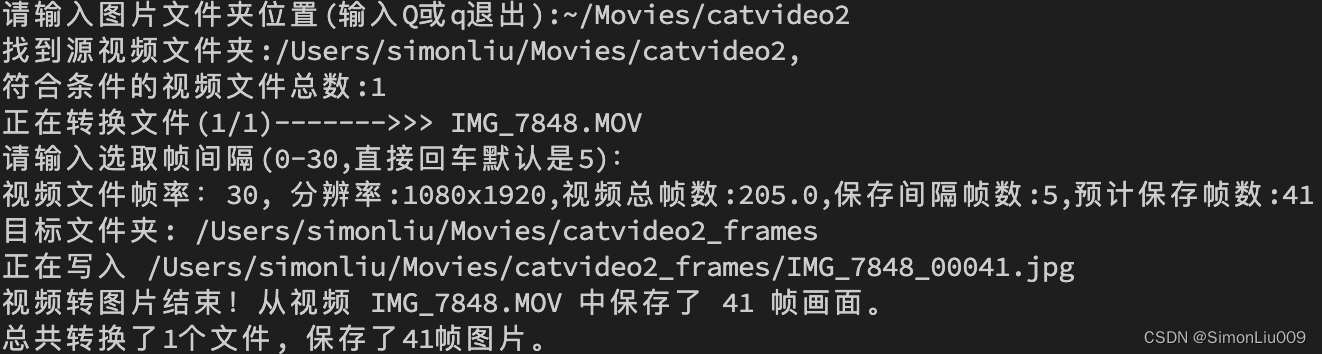 请输入图片文件夹位置(输入Q或q退出):~/Movies/catvideo2
找到源视频文件夹:/Users/simonliu/Movies/catvideo2,
符合条件的视频文件总数:1
正在转换文件(1/1)------->>> IMG_7848.MOV
请输入选取帧间隔(0-30,直接回车默认是5):
视频文件帧率: 30, 分辨率:1080x1920,视频总帧数:205.0,保存间隔帧数:5,预计保存帧数:41
目标文件夹: /Users/simonliu/Movies/catvideo2_frames
正在写入 /Users/simonliu/Movies/catvideo2_frames/IMG_7848_00041.jpg
视频转图片结束! 从视频 IMG_7848.MOV 中保存了 41 帧画面。
总共转换了1个文件, 保存了41帧图片。
CSDN @SimonLiu009